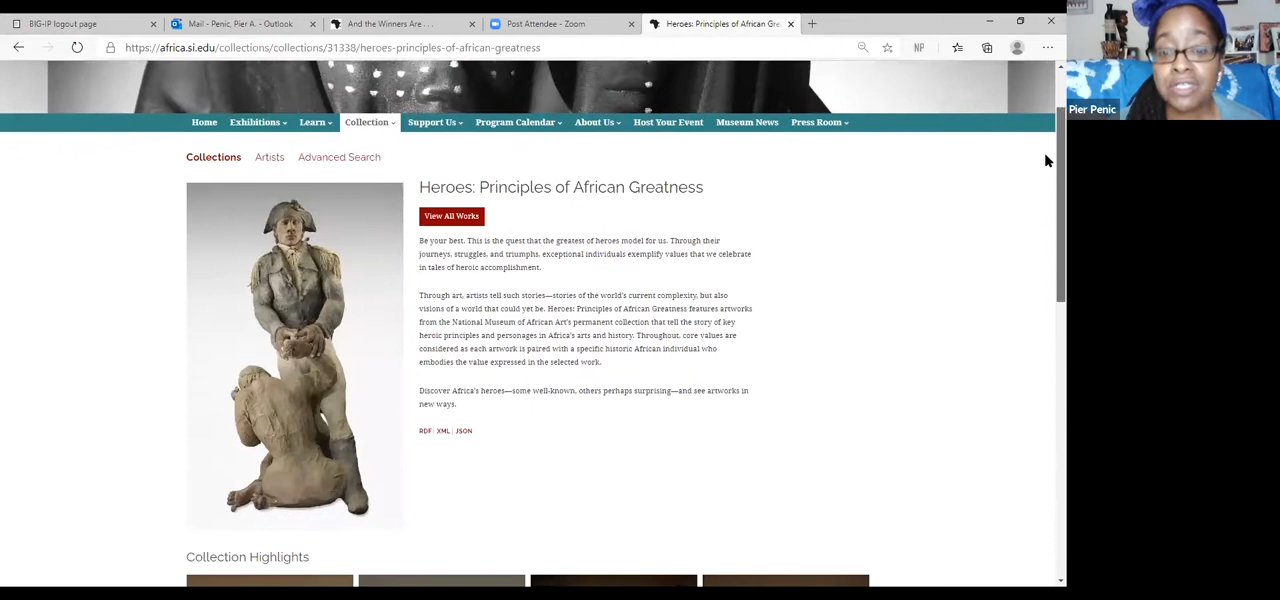 BIG-IP logout page
Mail - Penic, Pier A. - Outlook
And the Winners Are . . .
Post Attendee - Zoom
Heroes: Principles of African Gre
https://africa.si.edu/collections/collections/31338/heroes-principles-of-african-greatness
NP
Pier Penic
Home
Exhibitions
Learn
Collection
Support Us
Program Calendar
About Us
Host Your Event
Museum News
Press Room
Collections
Artists
Advanced Search
Heroes: Principles of African Greatness
View All Works
Be your best. This is the quest that the greatest of heroes model for us. Through their
journeys, struggles, and triumphs, exceptional individuals exemplify values that we celebrate
in tales of heroic accomplishment.
Through art, artists tell such stories—stories of the world's current complexity, but also
visions of a world that could yet be. Heroes: Principles of African Greatness features artworks
from the National Museum of African Art's permanent collection that tell the story of key
heroic principles and personages in Africa's arts and history. Throughout, core values are
considered as each artwork is paired with a specific historic African individual who
embodies the value expressed in the selected work.
Discover Africa's heroes—some well-known, others perhaps surprising—and see artworks in
new ways.
RDF | XML | JSON
Collection Highlights